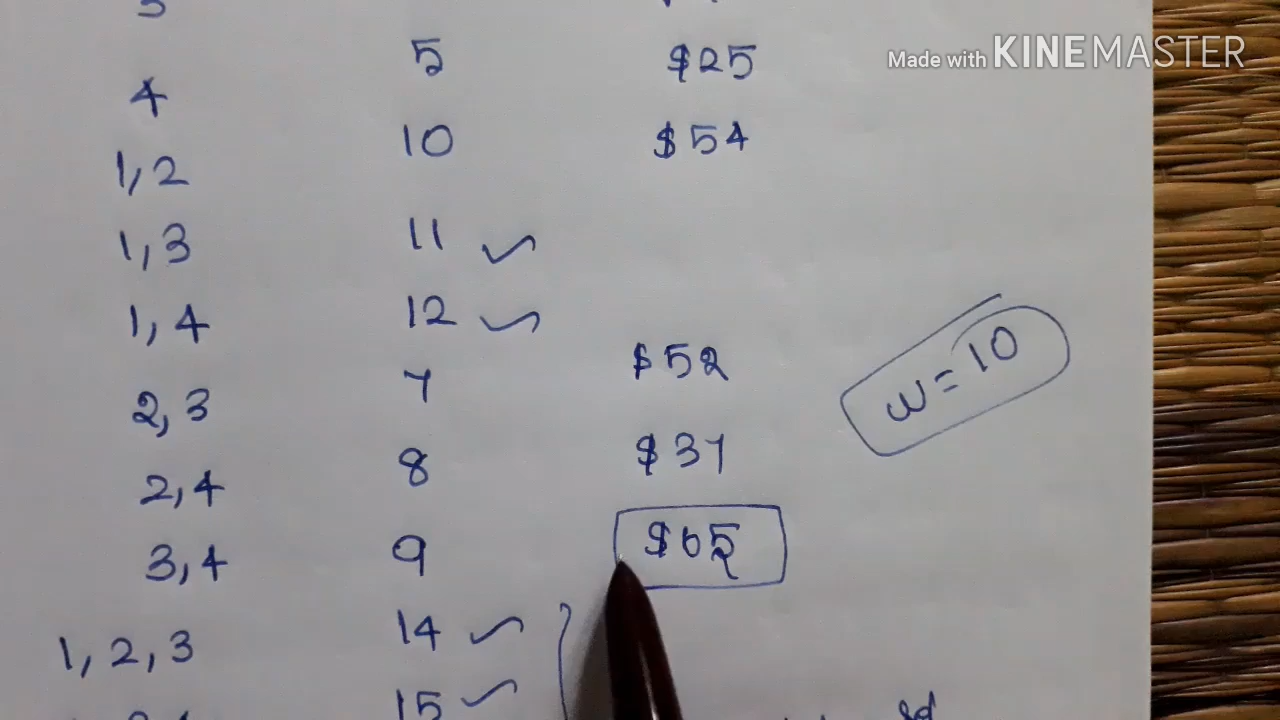 3
5 $25
4
10 $54
1,2
1,3 11
1,4 12
2,3 7 $52
2,4 8 $37
3,4 9 $65
1,2,3 14
15
w=10
Made with KINEMASTER